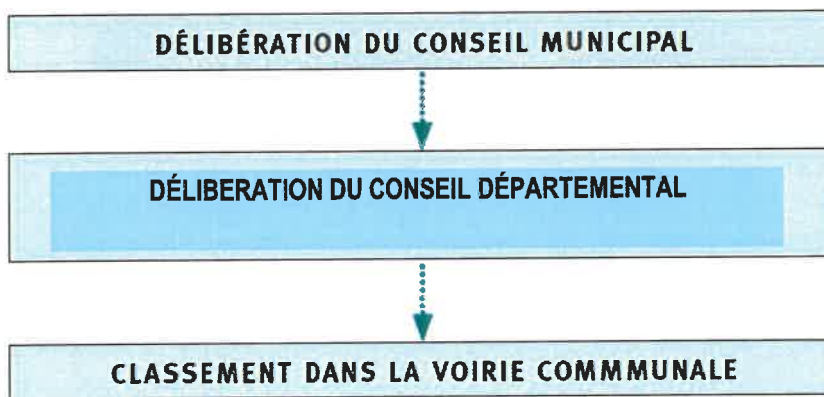 DÉLIBÉRATION DU CONSEIL MUNICIPAL
DÉLIBERATION DU CONSEIL DÉPARTEMENTAL
CLASSEMENT DANS LA VOIRIE COMMMUNALE